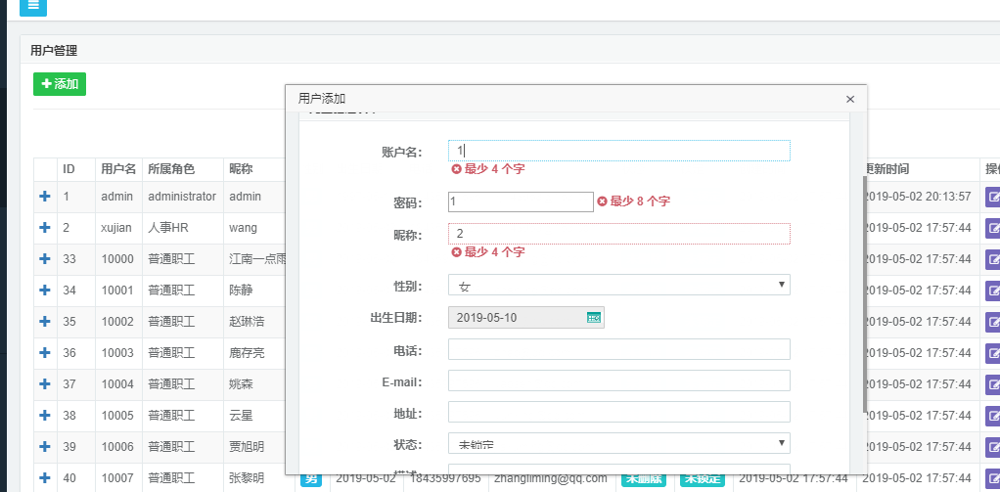 用户管理
添加
用户添加
×
账户名: 1
最少 4 个字
密码: 1 最少 8 个字
昵称: 2
最少 4 个字
性别: 女
出生日期: 2019-05-10
电话:
E-mail:
地址:
状态: 未锁定
ID 用户名 所属角色 昵称 更新时间
1 admin administrator admin 2019-05-02 20:13:57
2 xujian 人事HR wang 2019-05-02 17:57:44
33 10000 普通职工 江南一点雨 2019-05-02 17:57:44
34 10001 普通职工 陈静 2019-05-02 17:57:44
35 10002 普通职工 赵琳浩 2019-05-02 17:57:44
36 10003 普通职工 鹿存亮 2019-05-02 17:57:44
37 10004 普通职工 姚森 2019-05-02 17:57:44
38 10005 普通职工 云星 2019-05-02 17:57:44
39 10006 普通职工 贾旭明 2019-05-02 17:57:44
40 10007 普通职工 张黎明 男 2019-05-02 18435997695 zhangliming@qq.com 未删除 未锁定 2019-05-02 17:57:44